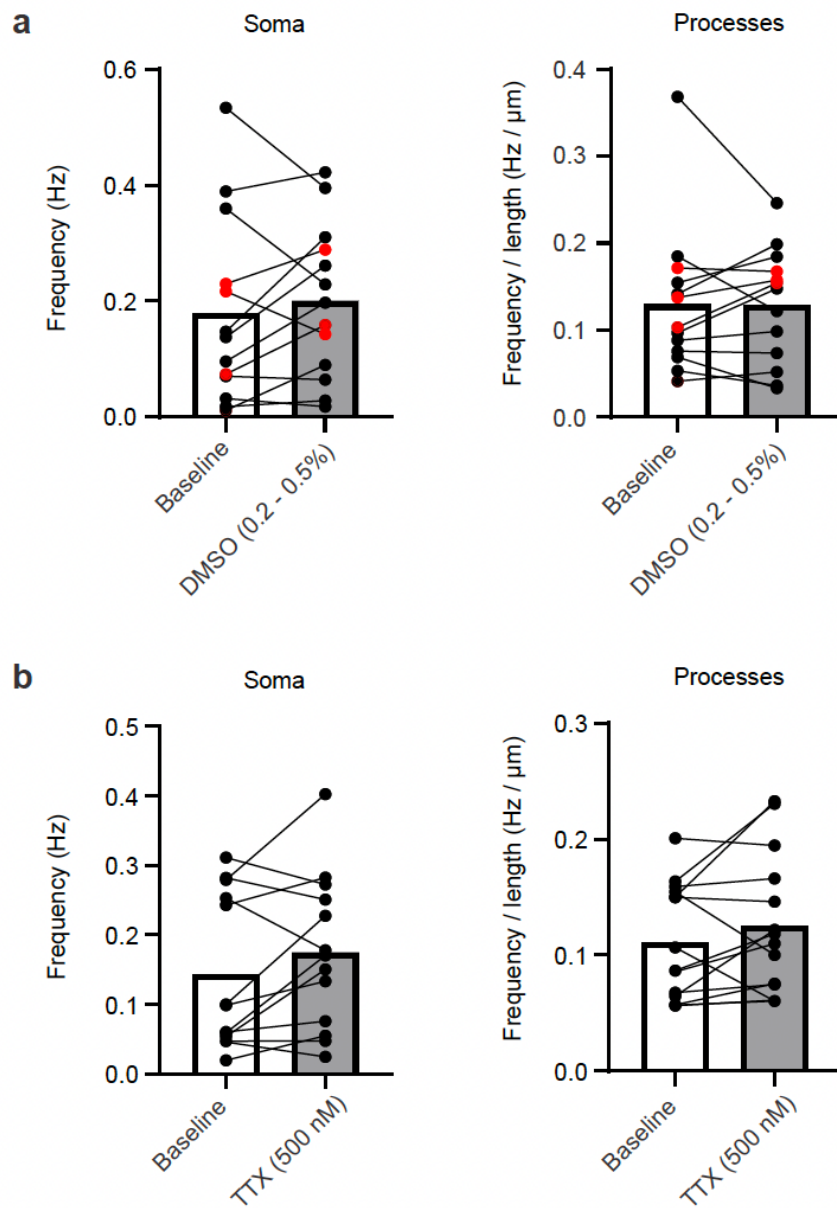 a
Soma
Processes
Frequency (Hz)
0.6
0.4
0.2
0.0
Baseline
DMSO (0.2 - 0.5%)
Frequency / length (Hz / µm)
0.4
0.3
0.2
0.1
0.0
Baseline
DMSO (0.2 - 0.5%)
b
Soma
Processes
Frequency (Hz)
0.5
0.4
0.3
0.2
0.1
0.0
Baseline
TTX (500 nM)
Frequency / length (Hz / µm)
0.3
0.2
0.1
0.0
Baseline
TTX (500 nM)